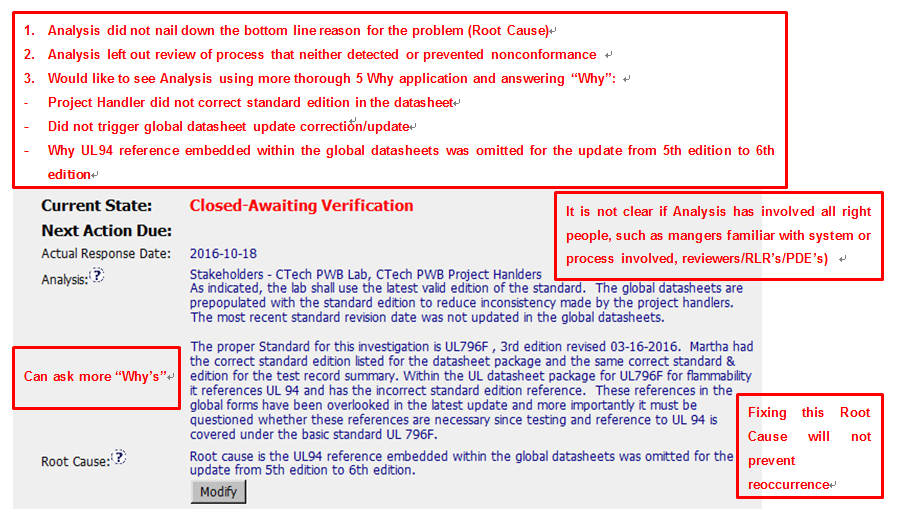 1. Analysis did not nail down the bottom line reason for the problem (Root Cause)
2. Analysis left out review of process that neither detected or prevented nonconformance
3. Would like to see Analysis using more thorough 5 Why application and answering “Why”:
- Project Handler did not correct standard edition in the datasheet
- Did not trigger global datasheet update correction/update
- Why UL94 reference embedded within the global datasheets was omitted for the update from 5th edition to 6th
edition
Current State: Closed-Awaiting Verification
Next Action Due:
Actual Response Date: 2016-10-18
It is not clear if Analysis has involved all right
people, such as mangers familiar with system or
process involved, reviewers/RLR’s/PDE’s)
Analysis: ?
Stakeholders - CTech PWB Lab, CTech PWB Project Hanlders
As indicated, the lab shall use the latest valid edition of the standard. The global datasheets are
prepopulated with the standard edition to reduce inconsistency made by the project handlers.
The most recent standard revision date was not updated in the global datasheets.
The proper Standard for this investigation is UL796F , 3rd edition revised 03-16-2016. Martha had
the correct standard edition listed for the datasheet package and the same correct standard &
edition for the test record summary. Within the UL datasheet package for UL796F for flammability
it references UL 94 and has the incorrect standard edition reference. These references in the
global forms have been overlooked in the latest update and more importantly it must be
questioned whether these references are necessary since testing and reference to UL 94 is
covered under the basic standard UL 796F.
Can ask more “Why’s”
Fixing this Root
Cause will not
prevent
reoccurrence
Root Cause: ?
Root cause is the UL94 reference embedded within the global datasheets was omitted for the
update from 5th edition to 6th edition.
Modify